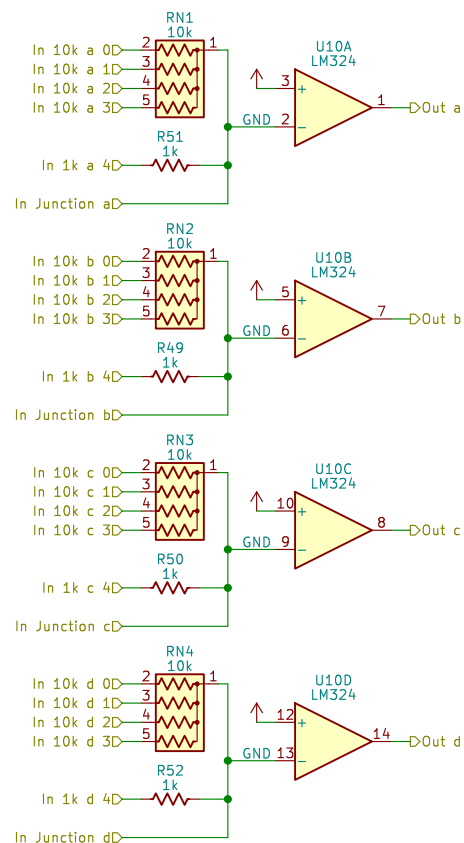 RN1
10k
In 10k a 0 2 1
In 10k a 1 3
In 10k a 2 4
In 10k a 3 5
U10A
LM324
3 +
GND 2 −
1 Out a
R51
1k
In 1k a 4
In Junction a
RN2
10k
In 10k b 0 2 1
In 10k b 1 3
In 10k b 2 4
In 10k b 3 5
U10B
LM324
5 +
GND 6 −
7 Out b
R49
1k
In 1k b 4
In Junction b
RN3
10k
In 10k c 0 2 1
In 10k c 1 3
In 10k c 2 4
In 10k c 3 5
U10C
LM324
10 +
GND 9 −
8 Out c
R50
1k
In 1k c 4
In Junction c
RN4
10k
In 10k d 0 2 1
In 10k d 1 3
In 10k d 2 4
In 10k d 3 5
U10D
LM324
12 +
GND 13 −
14 Out d
R52
1k
In 1k d 4
In Junction d